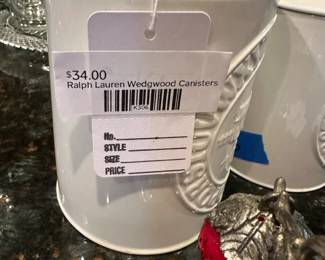 $34.00
Ralph Lauren Wedgwood Canisters
No.
STYLE
SIZE
PRICE